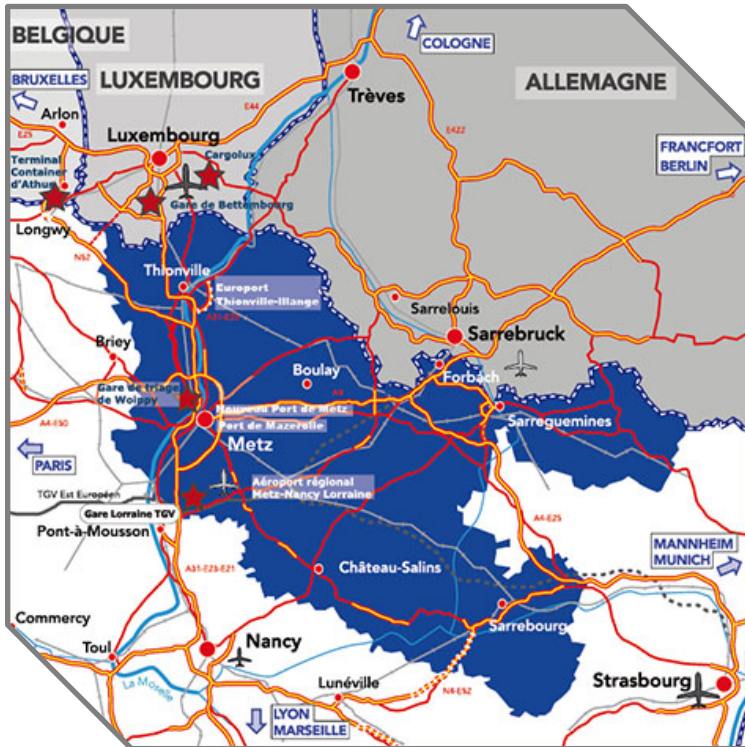 BELGIQUE
LUXEMBOURG
ALLEMAGNE
BRUXELLES
COLOGNE
Trèves
Arlon
E44
E25
Luxembourg
E422
FRANCFORT
BERLIN
Terminal
Container
d'Athus
Cargolux
Gare de Bettembourg
Longwy
N52
Thionville
Europort
Thionville-Illange
A31-E25
Sarrelouis
Sarrebruck
Briey
Boulay
Forbach
A4
Gare de triage
de Woippy
Nouveau Port de Metz
Port de Mazerolle
Sarreguemines
A4-E50
Metz
PARIS
Aéroport régional
Metz-Nancy Lorraine
TGV Est Européen
Gare Lorraine TGV
Pont-à-Mousson
A4-E25
MANNHEIM
MUNICH
A31-E23-E21
Château-Salins
Commercy
Sarrebourg
Toul
Nancy
La Moselle
Lunéville
N4-E52
Strasbourg
LYON
MARSEILLE